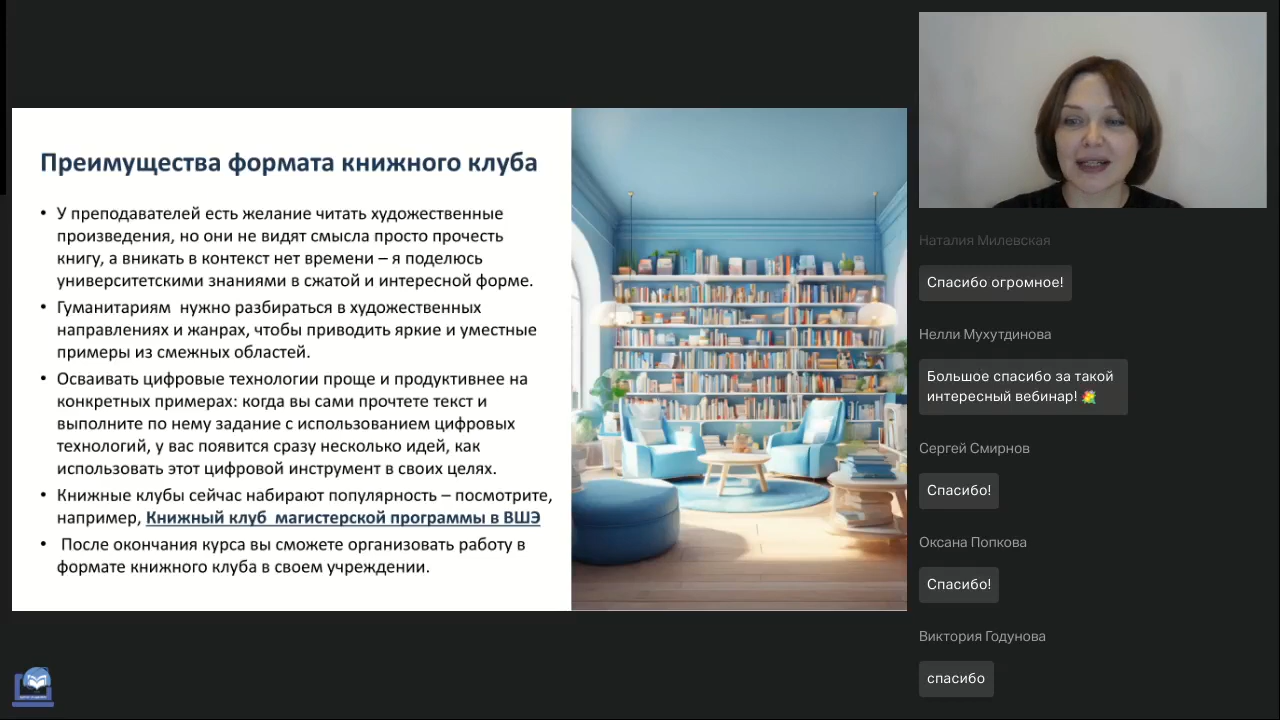 Преимущества формата книжного клуба
• У преподавателей есть желание читать художественные
произведения, но они не видят смысла просто прочесть
книгу, а вникать в контекст нет времени – я поделюсь
университетскими знаниями в сжатой и интересной форме.
• Гуманитариям нужно разбираться в художественных
направлениях и жанрах, чтобы приводить яркие и уместные
примеры из смежных областей.
• Осваивать цифровые технологии проще и продуктивнее на
конкретных примерах: когда вы сами прочтете текст и
выполните по нему задание с использованием цифровых
технологий, у вас появится сразу несколько идей, как
использовать этот цифровой инструмент в своих целях.
• Книжные клубы сейчас набирают популярность – посмотрите,
например, Книжный клуб магистерской программы в ВШЭ
• После окончания курса вы сможете организовать работу в
формате книжного клуба в своем учреждении.
Наталия Милевская
Спасибо огромное!
Нелли Мухутдинова
Большое спасибо за такой
интересный вебинар! 💐
Сергей Смирнов
Спасибо!
Оксана Попкова
Спасибо!
Виктория Годунова
спасибо